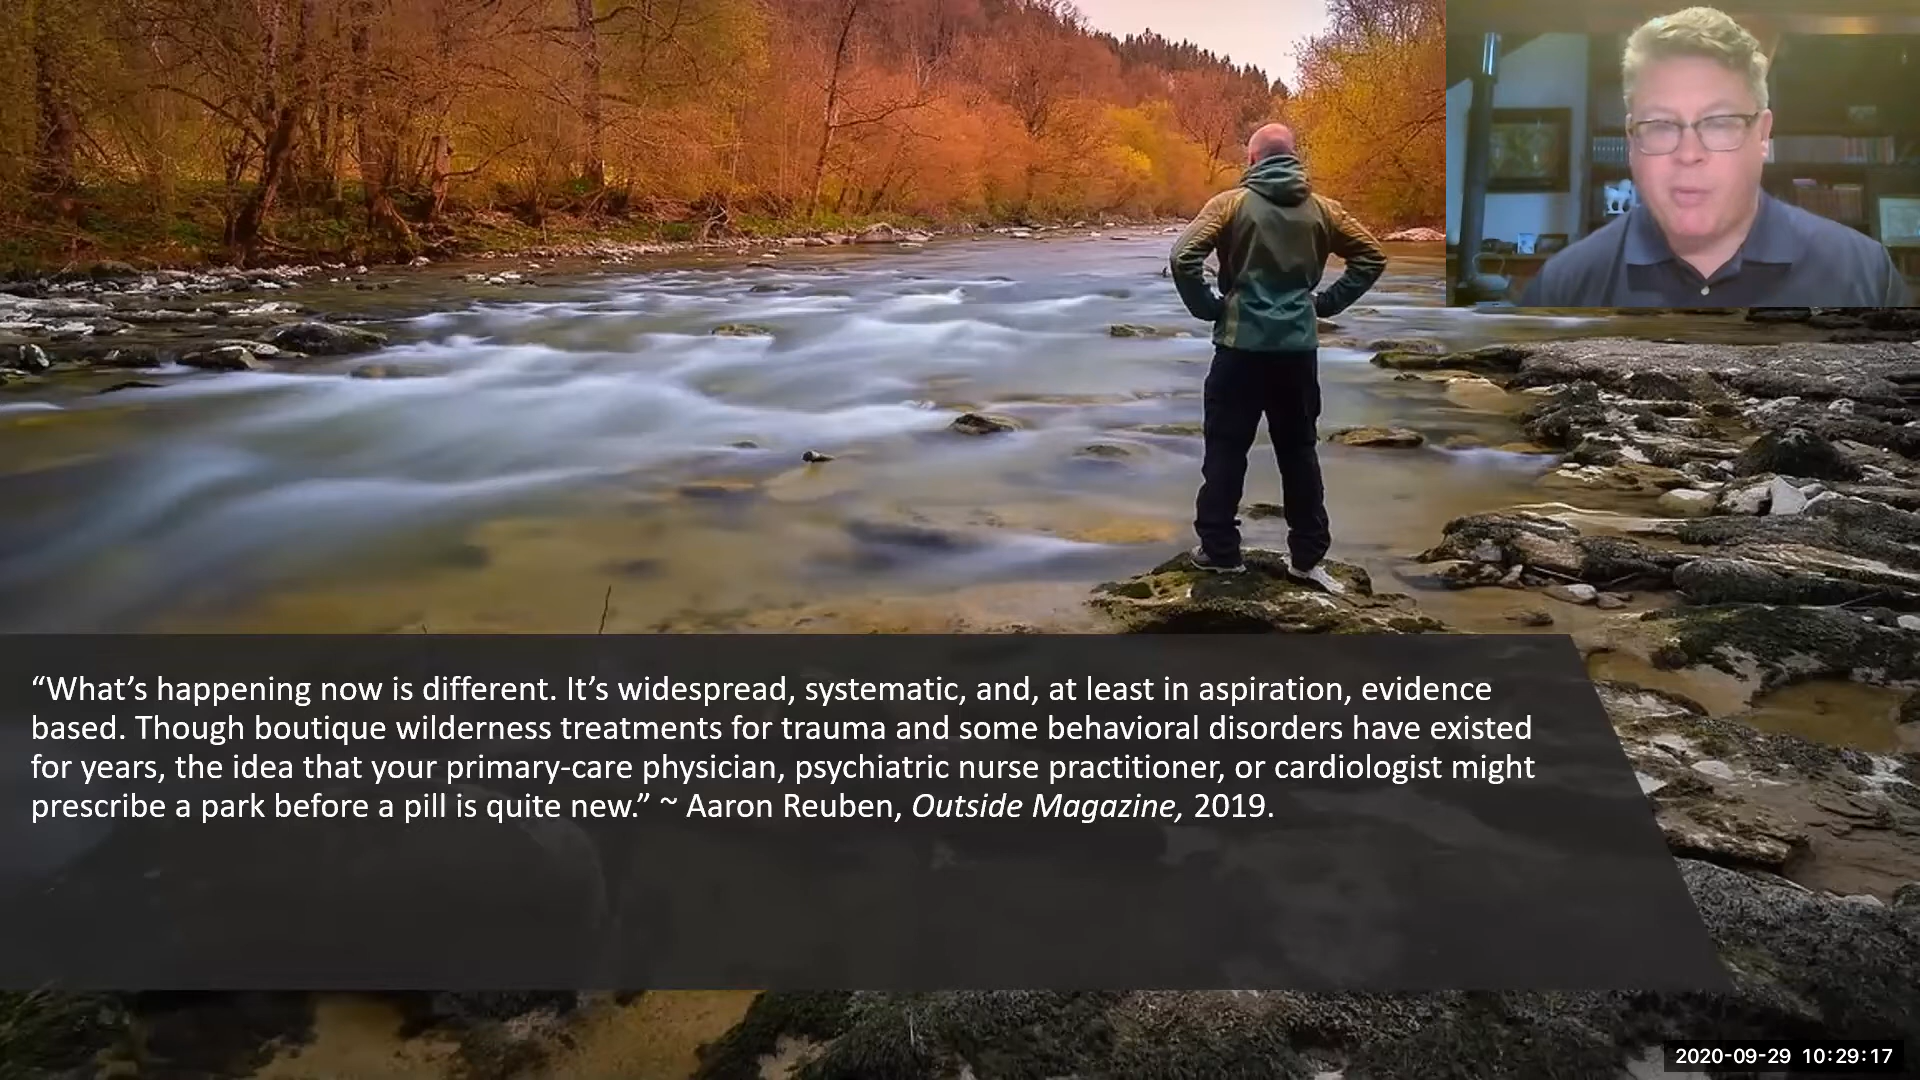 “What’s happening now is different. It’s widespread, systematic, and, at least in aspiration, evidence
based. Though boutique wilderness treatments for trauma and some behavioral disorders have existed
for years, the idea that your primary-care physician, psychiatric nurse practitioner, or cardiologist might
prescribe a park before a pill is quite new.” ~ Aaron Reuben, Outside Magazine, 2019.
2020-09-29 10:29:17